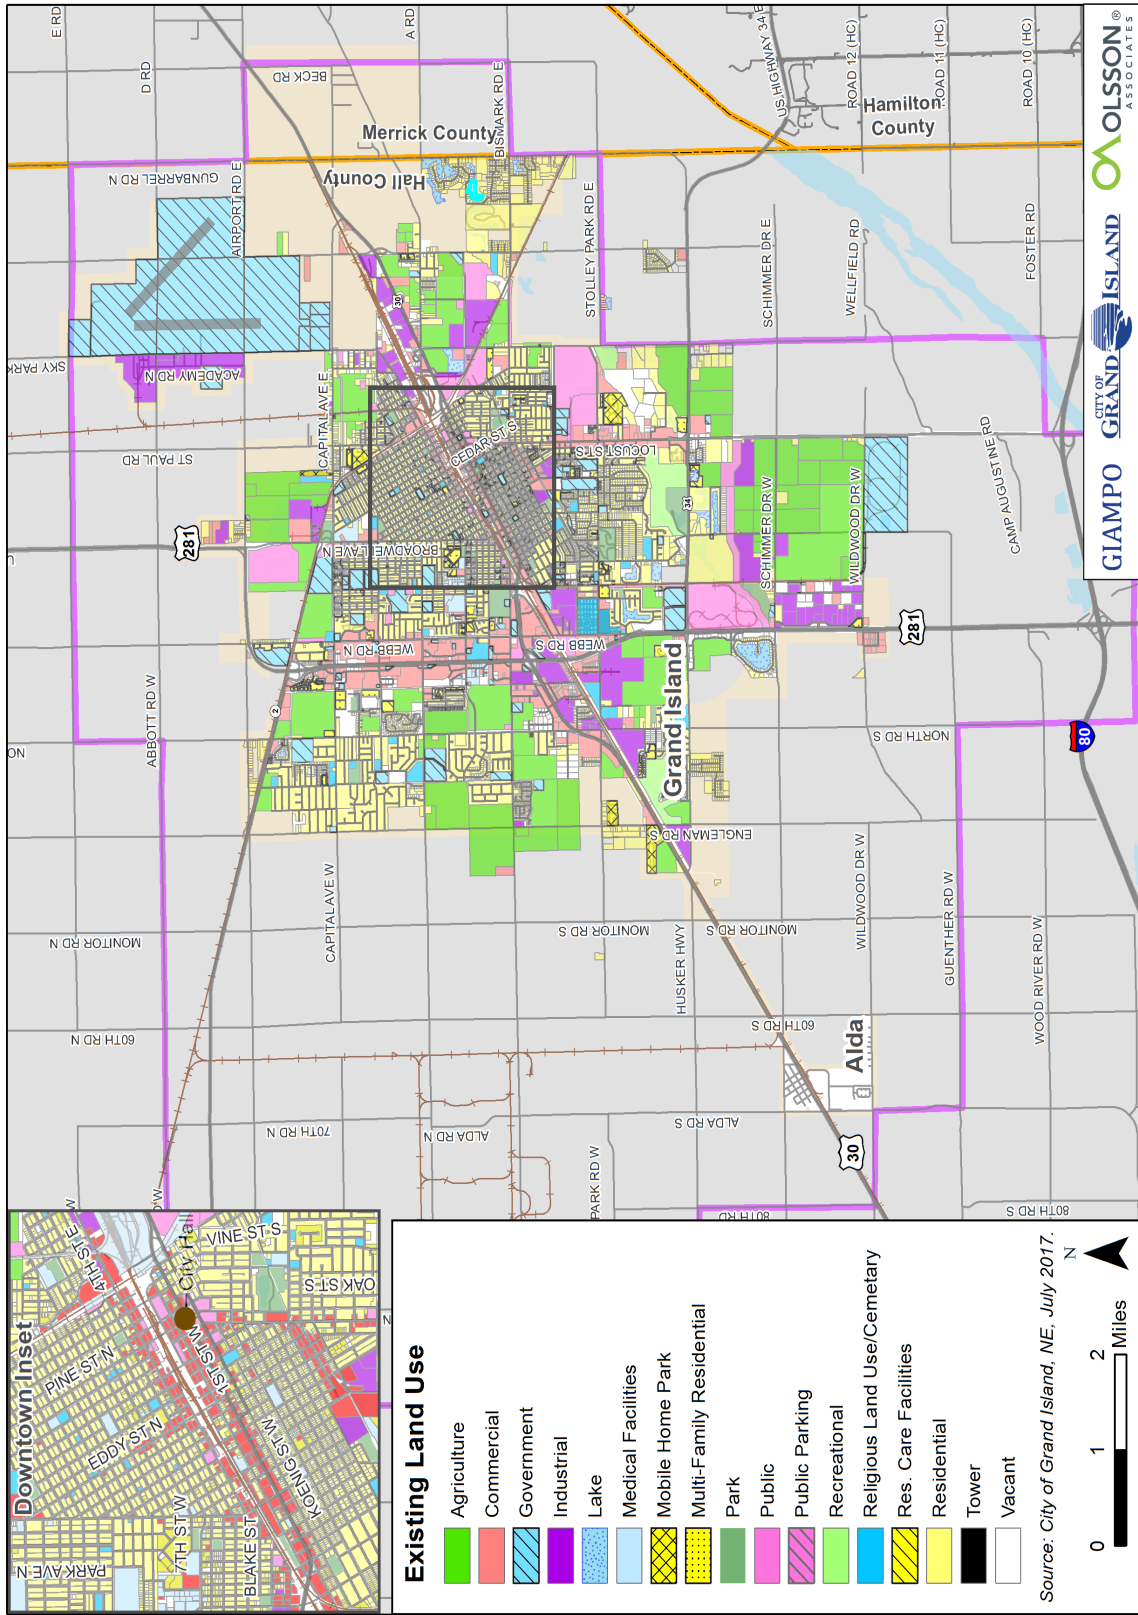 Downtown Inset
PARK AVE N
PINE ST N
EDDY ST N
7TH ST W
BLAKE ST
KOENIG ST W
1ST ST W
4TH ST E
City Hall
VINE ST S
OAK ST S
Existing Land Use
Agriculture
Commercial
Government
Industrial
Lake
Medical Facilities
Mobile Home Park
Multi-Family Residential
Park
Public
Public Parking
Recreational
Religious Land Use/Cemetary
Res. Care Facilities
Residential
Tower
Vacant
Source: City of Grand Island, NE, July 2017.
N
0 1 2
Miles
E RD
D RD
A RD
BECK RD
BISMARK RD E
Merrick County
Hall County
Hamilton
County
US HIGHWAY 34 E
ROAD 12 (HC)
ROAD 11 (HC)
ROAD 10 (HC)
GUNBARREL RD N
AIRPORT RD E
STOLLEY PARK RD E
SCHIMMER DR E
WELLFIELD RD
FOSTER RD
SKY PARK
ACADEMY RD N
CAPITAL AVE E
30
ST PAUL RD
CEDAR ST S
LOCUST ST S
34
SCHIMMER DR W
WILDWOOD DR W
CAMP AUGUSTINE RD
281
BROADWELL AVE N
WEBB RD N
WEBB RD S
281
2
ABBOTT RD W
Grand Island
NORTH RD S
80
NO
ENGLEMAN RD S
CAPITAL AVE W
WILDWOOD DR W
GUENTHER RD W
WOOD RIVER RD W
MONITOR RD N
MONITOR RD S
MONITOR RD S
HUSKER HWY
60TH RD N
60TH RD S
Alda
70TH RD N
ALDA RD N
ALDA RD S
30
PARK RD W
80TH RD
80TH RD S
GIAMPO
CITY OF
GRAND ISLAND
OLSSON ®
ASSOCIATES